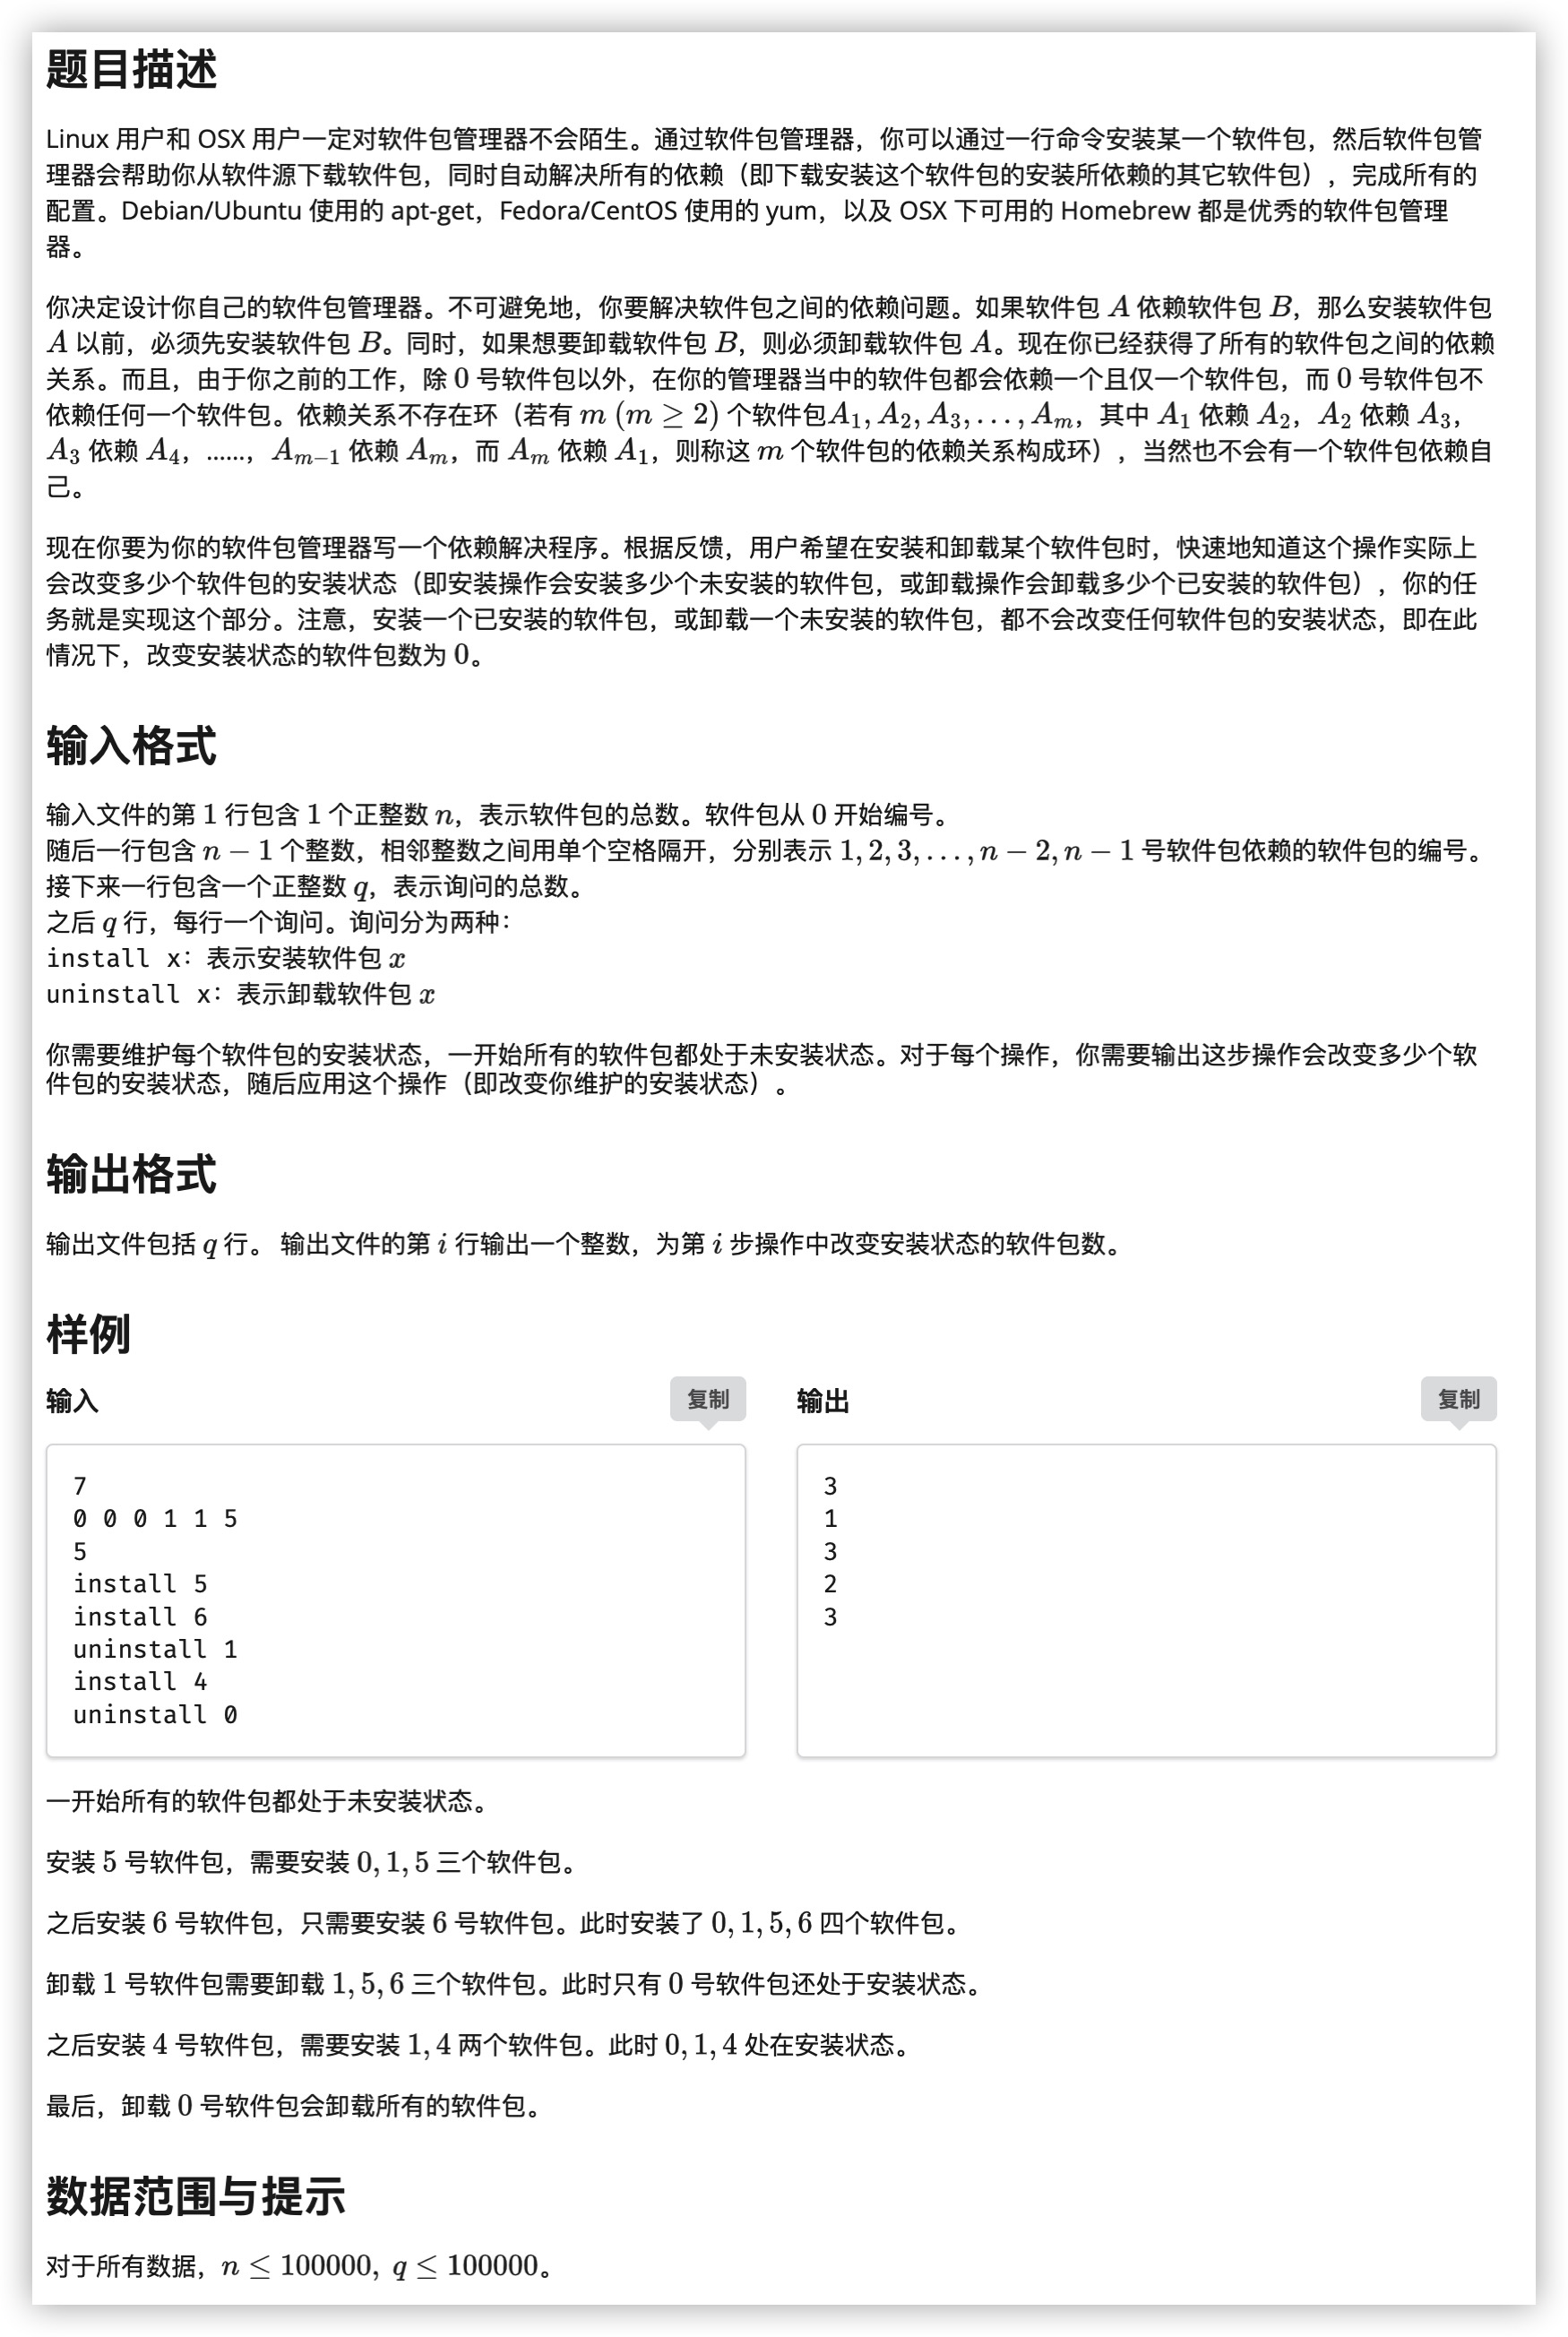 题目描述
Linux 用户和 OSX 用户一定对软件包管理器不会陌生。通过软件包管理器，你可以通过一行命令安装某一个软件包，然后软件包管
理器会帮助你从软件源下载软件包，同时自动解决所有的依赖（即下载安装这个软件包的安装所依赖的其它软件包），完成所有的
配置。Debian/Ubuntu 使用的 apt-get，Fedora/CentOS 使用的 yum，以及 OSX 下可用的 Homebrew 都是优秀的软件包管理
器。
你决定设计你自己的软件包管理器。不可避免地，你要解决软件包之间的依赖问题。如果软件包 A 依赖软件包 B，那么安装软件包
A 以前，必须先安装软件包 B。同时，如果想要卸载软件包 B，则必须卸载软件包 A。现在你已经获得了所有的软件包之间的依赖
关系。而且，由于你之前的工作，除 0 号软件包以外，在你的管理器当中的软件包都会依赖一个且仅一个软件包，而 0 号软件包不
依赖任何一个软件包。依赖关系不存在环（若有 m (m ≥ 2) 个软件包A₁, A₂, A₃, . . . , Aₘ，其中 A₁ 依赖 A₂，A₂ 依赖 A₃，
A₃ 依赖 A₄，……，Aₘ₋₁ 依赖 Aₘ，而 Aₘ 依赖 A₁，则称这 m 个软件包的依赖关系构成环），当然也不会有一个软件包依赖自
己。
现在你要为你的软件包管理器写一个依赖解决程序。根据反馈，用户希望在安装和卸载某个软件包时，快速地知道这个操作实际上
会改变多少个软件包的安装状态（即安装操作会安装多少个未安装的软件包，或卸载操作会卸载多少个已安装的软件包），你的任
务就是实现这个部分。注意，安装一个已安装的软件包，或卸载一个未安装的软件包，都不会改变任何软件包的安装状态，即在此
情况下，改变安装状态的软件包数为 0。
输入格式
输入文件的第 1 行包含 1 个正整数 n，表示软件包的总数。软件包从 0 开始编号。
随后一行包含 n − 1 个整数，相邻整数之间用单个空格隔开，分别表示 1, 2, 3, . . . , n − 2, n − 1 号软件包依赖的软件包的编号。
接下来一行包含一个正整数 q，表示询问的总数。
之后 q 行，每行一个询问。询问分为两种：
install x：表示安装软件包 x
uninstall x：表示卸载软件包 x
你需要维护每个软件包的安装状态，一开始所有的软件包都处于未安装状态。对于每个操作，你需要输出这步操作会改变多少个软
件包的安装状态，随后应用这个操作（即改变你维护的安装状态）。
输出格式
输出文件包括 q 行。 输出文件的第 i 行输出一个整数，为第 i 步操作中改变安装状态的软件包数。
样例
输入
复制
7
0 0 0 1 1 5
5
install 5
install 6
uninstall 1
install 4
uninstall 0
输出
复制
3
1
3
2
3
一开始所有的软件包都处于未安装状态。
安装 5 号软件包，需要安装 0, 1, 5 三个软件包。
之后安装 6 号软件包，只需要安装 6 号软件包。此时安装了 0, 1, 5, 6 四个软件包。
卸载 1 号软件包需要卸载 1, 5, 6 三个软件包。此时只有 0 号软件包还处于安装状态。
之后安装 4 号软件包，需要安装 1, 4 两个软件包。此时 0, 1, 4 处在安装状态。
最后，卸载 0 号软件包会卸载所有的软件包。
数据范围与提示
对于所有数据，n ≤ 100000, q ≤ 100000。